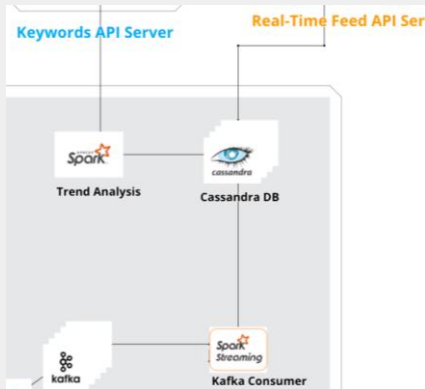 Keywords API Server
Real-Time Feed API Ser
APACHE
Spark
cassandra
Trend Analysis
Cassandra DB
Spark
Streaming
kafka
Kafka Consumer